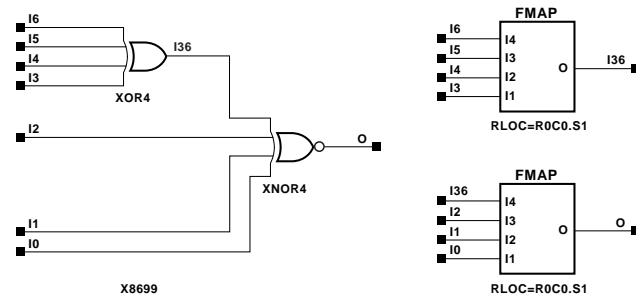 I6
I5
I4
I3
I36
XOR4
I2
O
XNOR4
I1
I0
X8699
FMAP
I6
I5
I4
I3
I4
I3
I2
I1
O
I36
RLOC=R0C0.S1
FMAP
I36
I2
I1
I0
I4
I3
I2
I1
O
O
RLOC=R0C0.S1